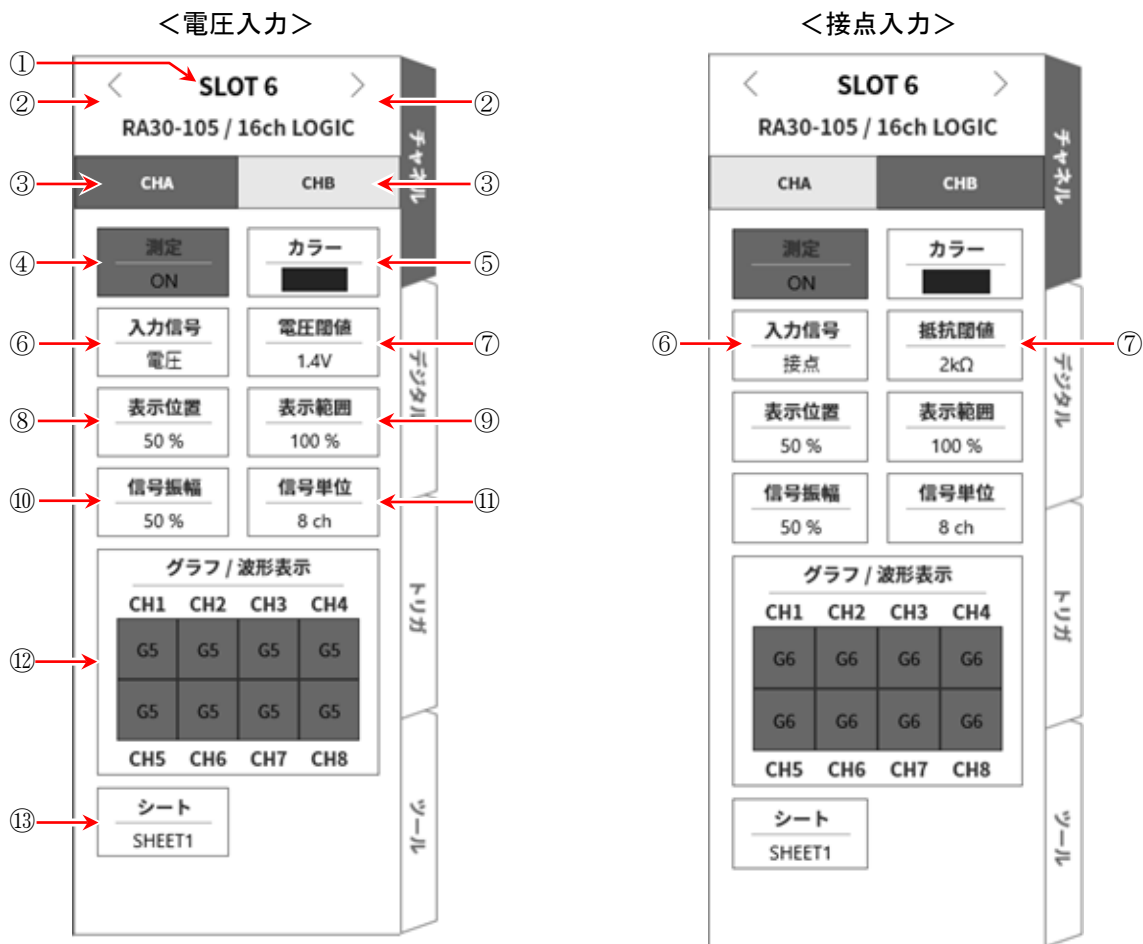 ＜電圧入力＞
①
SLOT 6
②
②
RA30-105 / 16ch LOGIC
③
CHA
CHB
③
④
測定
ON
カラー
⑤
⑥
入力信号
電圧
電圧閾値
1.4V
⑦
⑧
表示位置
50 %
表示範囲
100 %
⑨
⑩
信号振幅
50 %
信号単位
8 ch
⑪
グラフ / 波形表示
CH1 CH2 CH3 CH4
⑫
G5 G5 G5 G5
G5 G5 G5 G5
CH5 CH6 CH7 CH8
⑬
シート
SHEET1
チャネル
デジタル
トリガ
ツール
＜接点入力＞
SLOT 6
RA30-105 / 16ch LOGIC
CHA
CHB
測定
ON
カラー
⑥
入力信号
接点
抵抗閾値
2kΩ
⑦
表示位置
50 %
表示範囲
100 %
信号振幅
50 %
信号単位
8 ch
グラフ / 波形表示
CH1 CH2 CH3 CH4
G6 G6 G6 G6
G6 G6 G6 G6
CH5 CH6 CH7 CH8
シート
SHEET1
チャネル
デジタル
トリガ
ツール